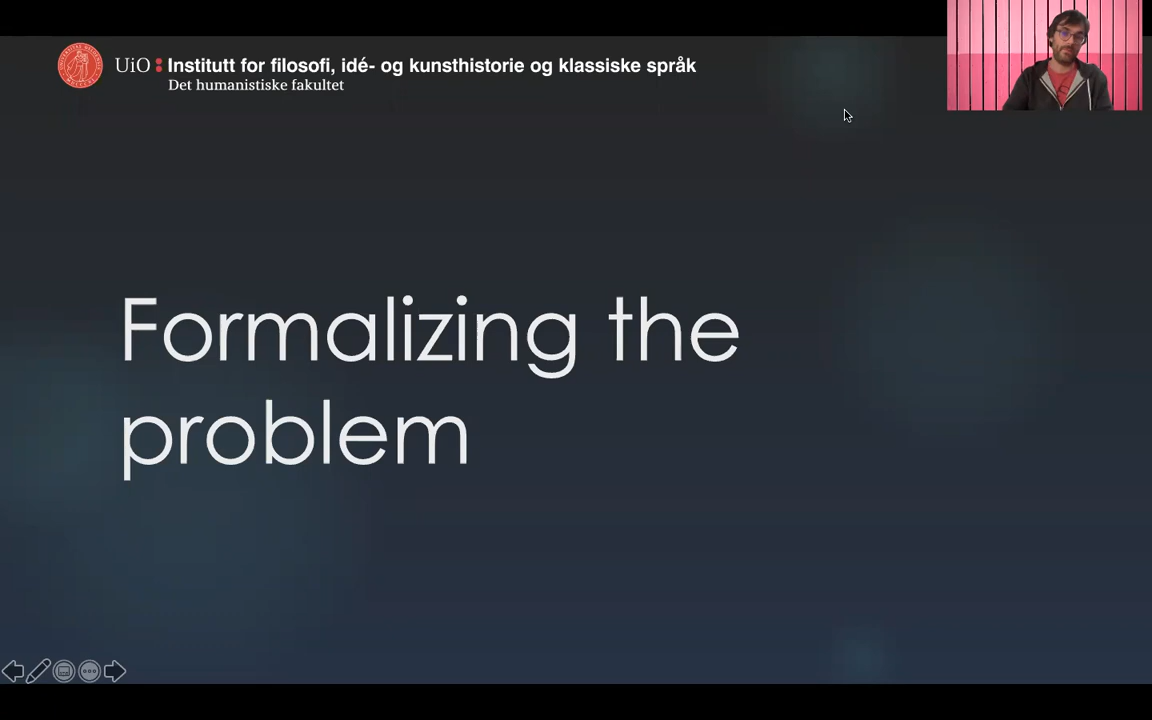 UiO : Institutt for filosofi, idé- og kunsthistorie og klassiske språk
Det humanistiske fakultet
Formalizing the
problem